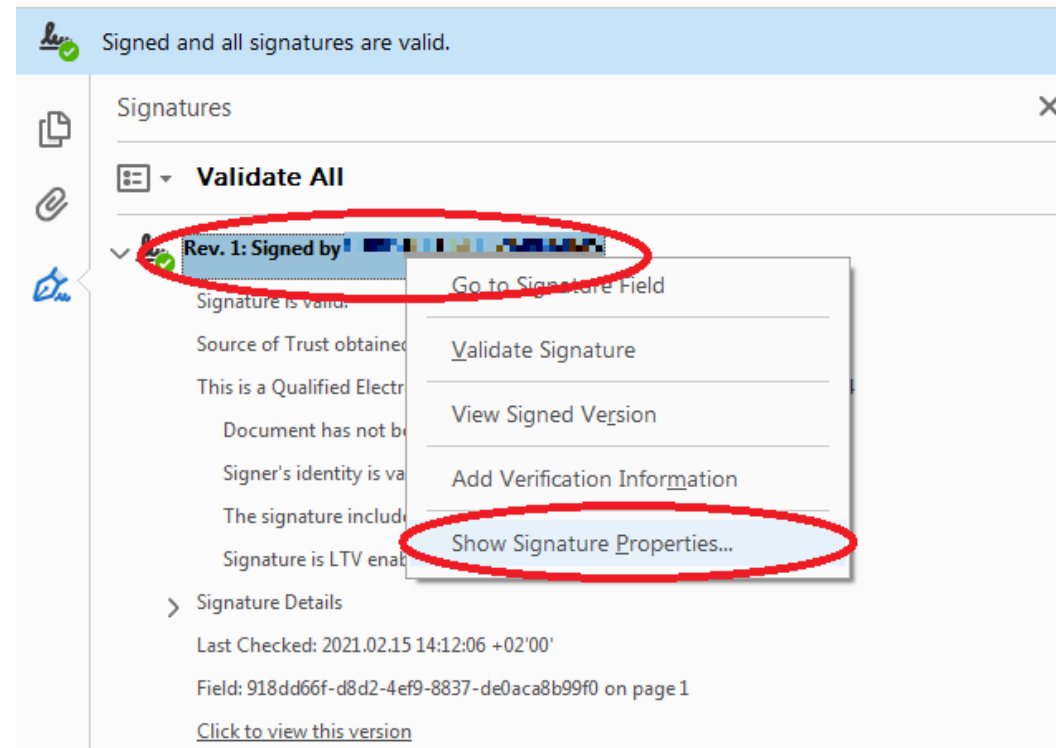 Signed and all signatures are valid.
Signatures
Validate All
Rev. 1: Signed by
Go to Signature Field
Signature is valid:
Source of Trust obtained
Validate Signature
This is a Qualified Electr
View Signed Version
Document has not be
Signer's identity is va
Add Verification Information
The signature include
Show Signature Properties...
Signature is LTV enab
Signature Details
Last Checked: 2021.02.15 14:12:06 +02'00'
Field: 918dd66f-d8d2-4ef9-8837-de0aca8b99f0 on page 1
Click to view this version